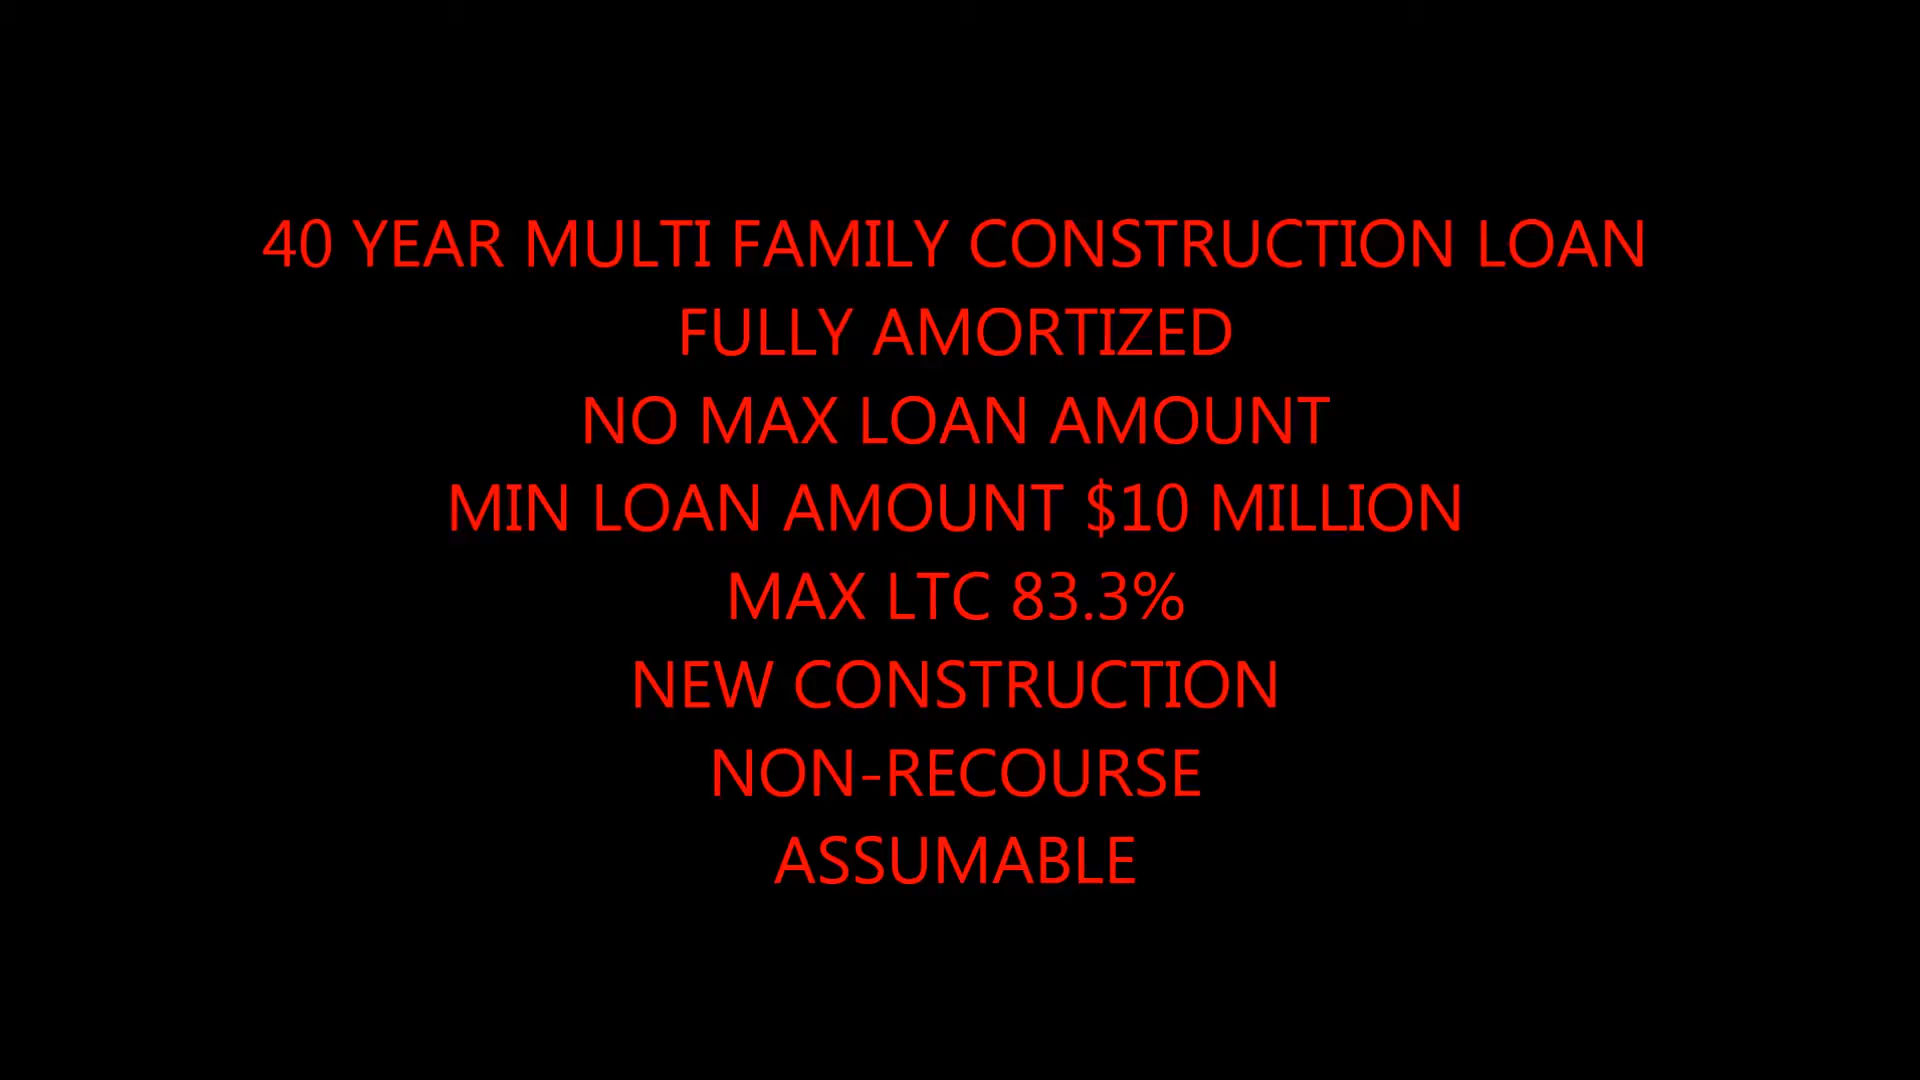 40 YEAR MULTI FAMILY CONSTRUCTION LOAN
FULLY AMORTIZED
NO MAX LOAN AMOUNT
MIN LOAN AMOUNT $10 MILLION
MAX LTC 83.3%
NEW CONSTRUCTION
NON-RECOURSE
ASSUMABLE